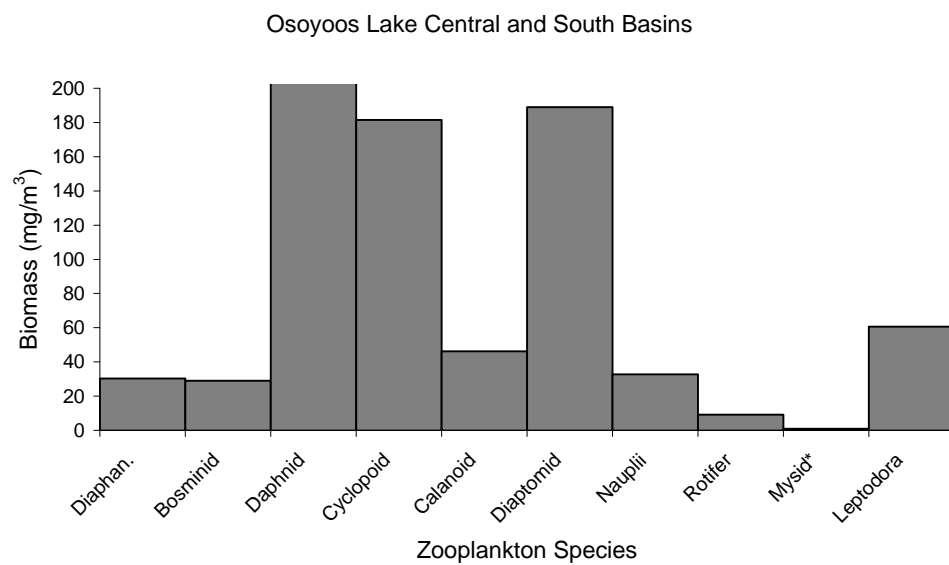 Osoyoos Lake Central and South Basins
200
180
160
140
120
100
80
60
40
20
0
Biomass (mg/m³)
Diaphan.
Bosminid
Daphnid
Cyclopoid
Calanoid
Diaptomid
Nauplii
Rotifer
Mysid*
Leptodora
Zooplankton Species